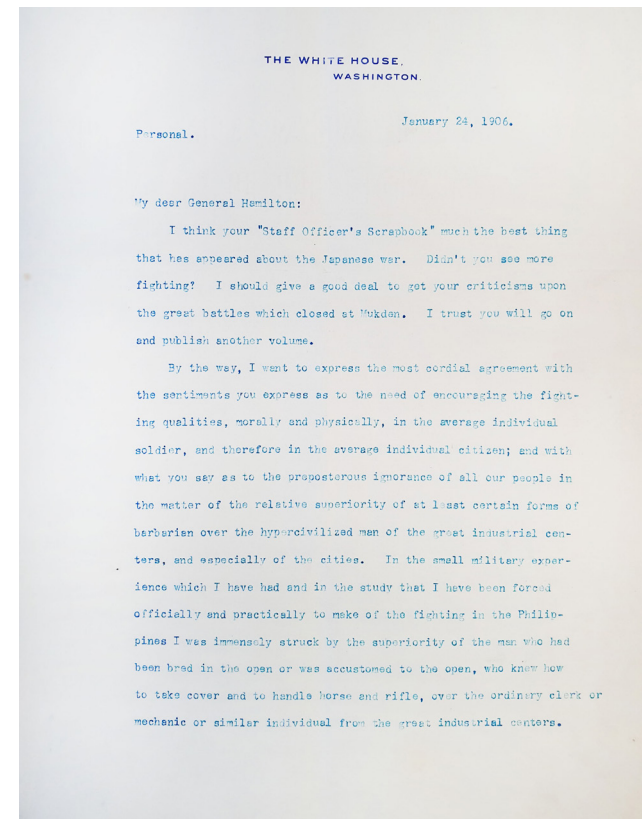 THE WHITE HOUSE.
WASHINGTON.
January 24, 1906.
Personal.
My dear General Hamilton:
I think your "Staff Officer's Scrapbook" much the best thing
that has appeared about the Japanese war. Didn't you see more
fighting? I should give a good deal to get your criticisms upon
the great battles which closed at Mukden. I trust you will go on
and publish another volume.
By the way, I want to express the most cordial agreement with
the sentiments you express as to the need of encouraging the fight-
ing qualities, morally and physically, in the average individual
soldier, and therefore in the average individual citizen; and with
what you say as to the preposterous ignorance of all our people in
the matter of the relative superiority of at least certain forms of
barbarian over the hypercivilized man of the great industrial cen-
ters, and especially of the cities. In the small military exper-
ience which I have had and in the study that I have been forced
officially and practically to make of the fighting in the Philip-
pines I was immensely struck by the superiority of the man who had
been bred in the open or was accustomed to the open, who knew how
to take cover and to handle horse and rifle, over the ordinary clerk or
mechanic or similar individual from the great industrial centers.